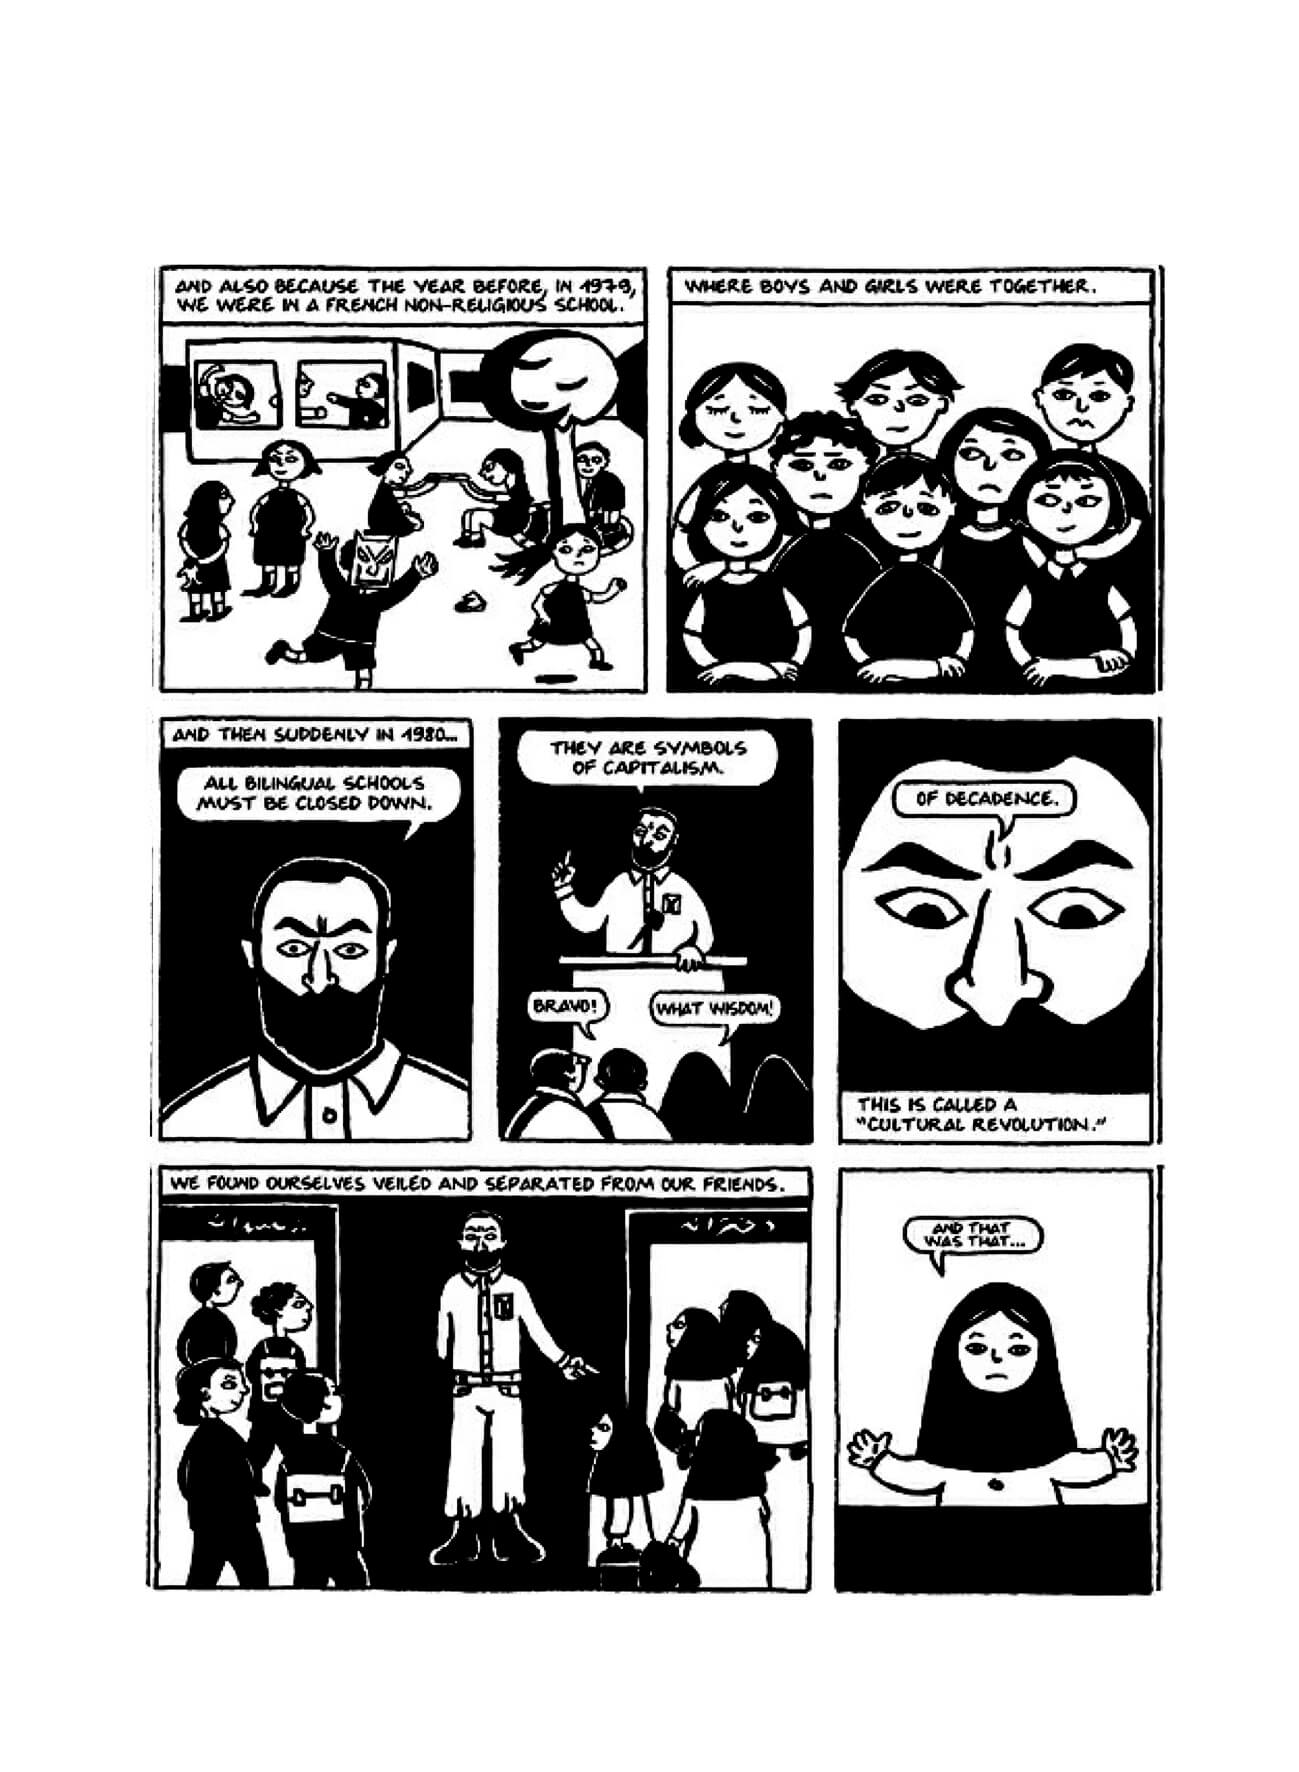 AND ALSO BECAUSE THE YEAR BEFORE, IN 1979,
WE WERE IN A FRENCH NON-RELIGIOUS SCHOOL.
WHERE BOYS AND GIRLS WERE TOGETHER.
AND THEN SUDDENLY IN 1980...
ALL BILINGUAL SCHOOLS
MUST BE CLOSED DOWN.
THEY ARE SYMBOLS
OF CAPITALISM.
BRAVO!
WHAT WISDOM!
OF DECADENCE.
THIS IS CALLED A
"CULTURAL REVOLUTION."
WE FOUND OURSELVES VEILED AND SEPARATED FROM OUR FRIENDS.
AND THAT
WAS THAT...